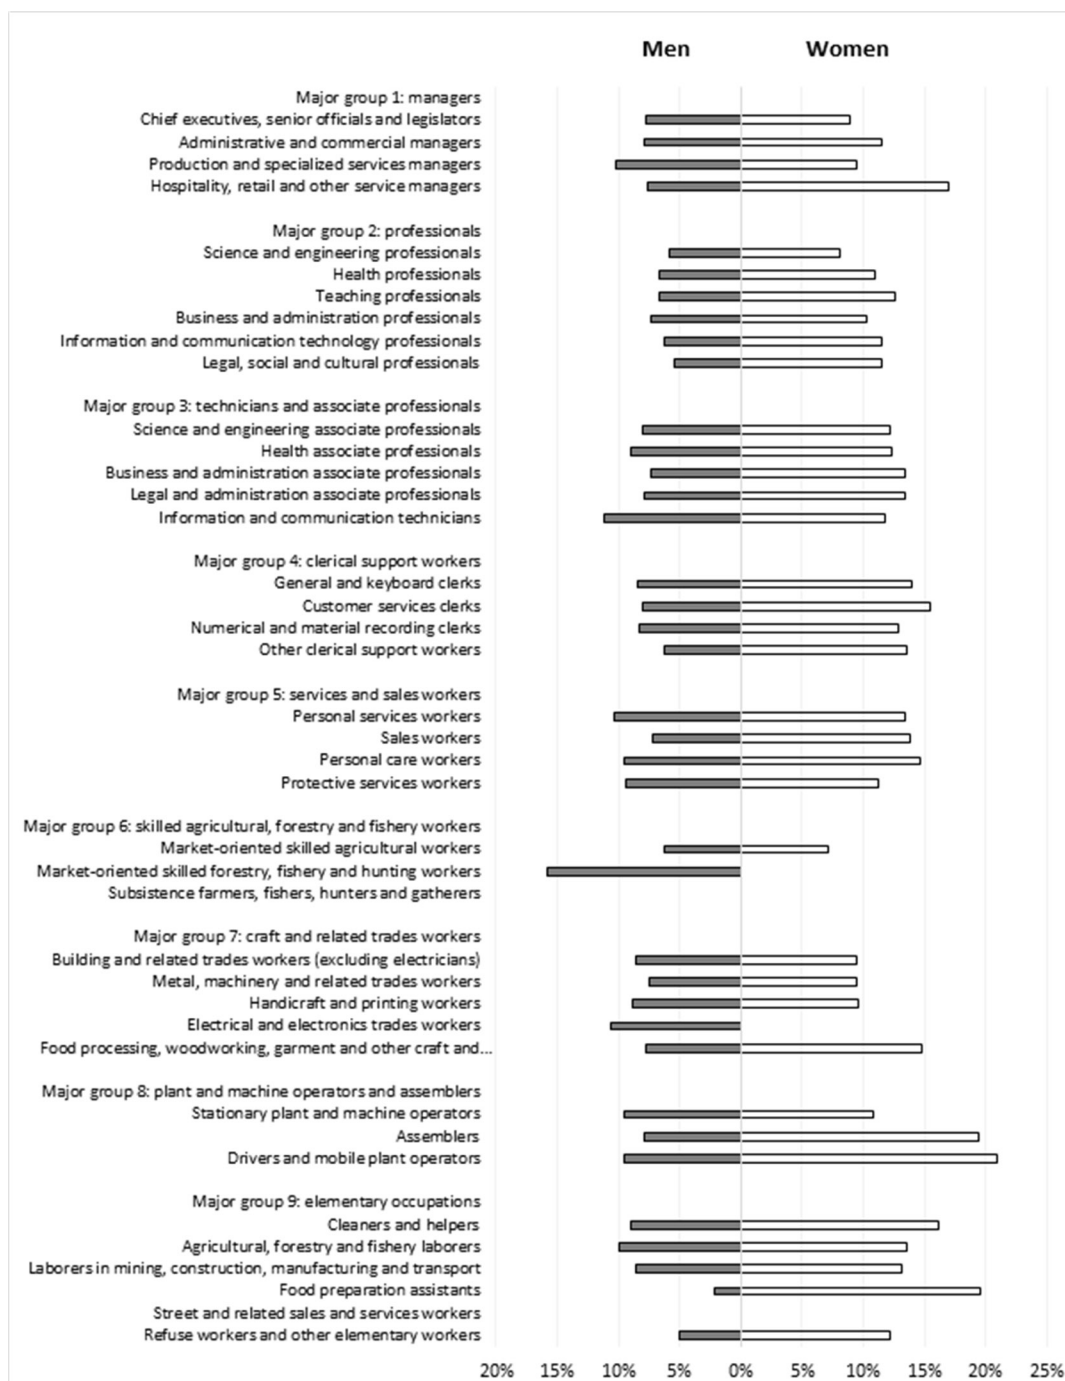 Men Women
Major group 1: managers
Chief executives, senior officials and legislators
Administrative and commercial managers
Production and specialized services managers
Hospitality, retail and other service managers
Major group 2: professionals
Science and engineering professionals
Health professionals
Teaching professionals
Business and administration professionals
Information and communication technology professionals
Legal, social and cultural professionals
Major group 3: technicians and associate professionals
Science and engineering associate professionals
Health associate professionals
Business and administration associate professionals
Legal and administration associate professionals
Information and communication technicians
Major group 4: clerical support workers
General and keyboard clerks
Customer services clerks
Numerical and material recording clerks
Other clerical support workers
Major group 5: services and sales workers
Personal services workers
Sales workers
Personal care workers
Protective services workers
Major group 6: skilled agricultural, forestry and fishery workers
Market-oriented skilled agricultural workers
Market-oriented skilled forestry, fishery and hunting workers
Subsistence farmers, fishers, hunters and gatherers
Major group 7: craft and related trades workers
Building and related trades workers (excluding electricians)
Metal, machinery and related trades workers
Handicraft and printing workers
Electrical and electronics trades workers
Food processing, woodworking, garment and other craft and...
Major group 8: plant and machine operators and assemblers
Stationary plant and machine operators
Assemblers
Drivers and mobile plant operators
Major group 9: elementary occupations
Cleaners and helpers
Agricultural, forestry and fishery laborers
Laborers in mining, construction, manufacturing and transport
Food preparation assistants
Street and related sales and services workers
Refuse workers and other elementary workers
20% 15% 10% 5% 0% 5% 10% 15% 20% 25%